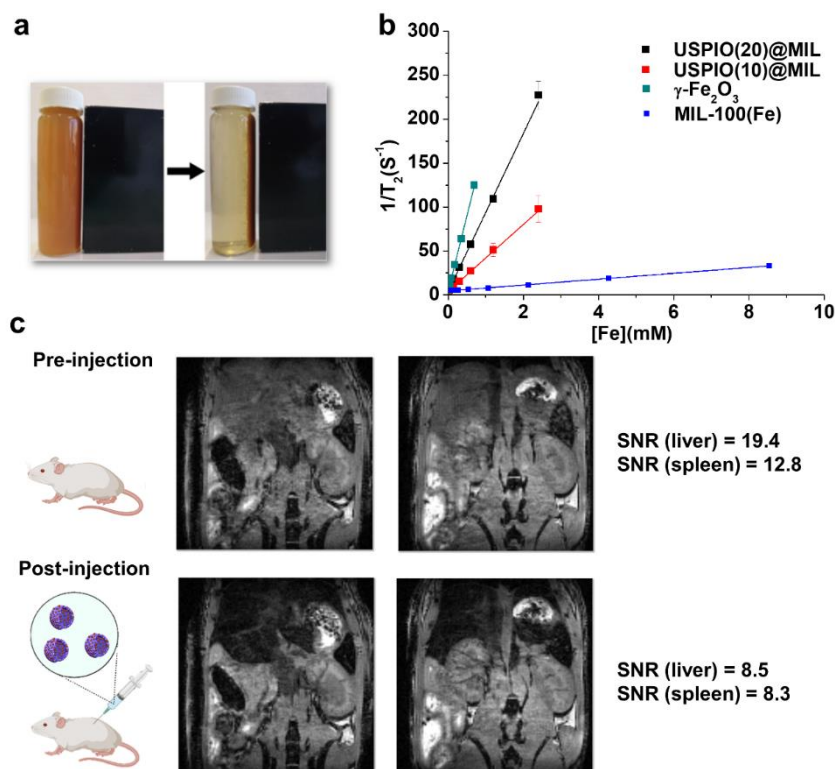 a
b
300
250
200
150
100
50
0
1/T₂(S⁻¹)
USPIO(20)@MIL
USPIO(10)@MIL
γ-Fe₂O₃
MIL-100(Fe)
0 2 4 6 8 10
[Fe](mM)
c
Pre-injection
SNR (liver) = 19.4
SNR (spleen) = 12.8
Post-injection
SNR (liver) = 8.5
SNR (spleen) = 8.3